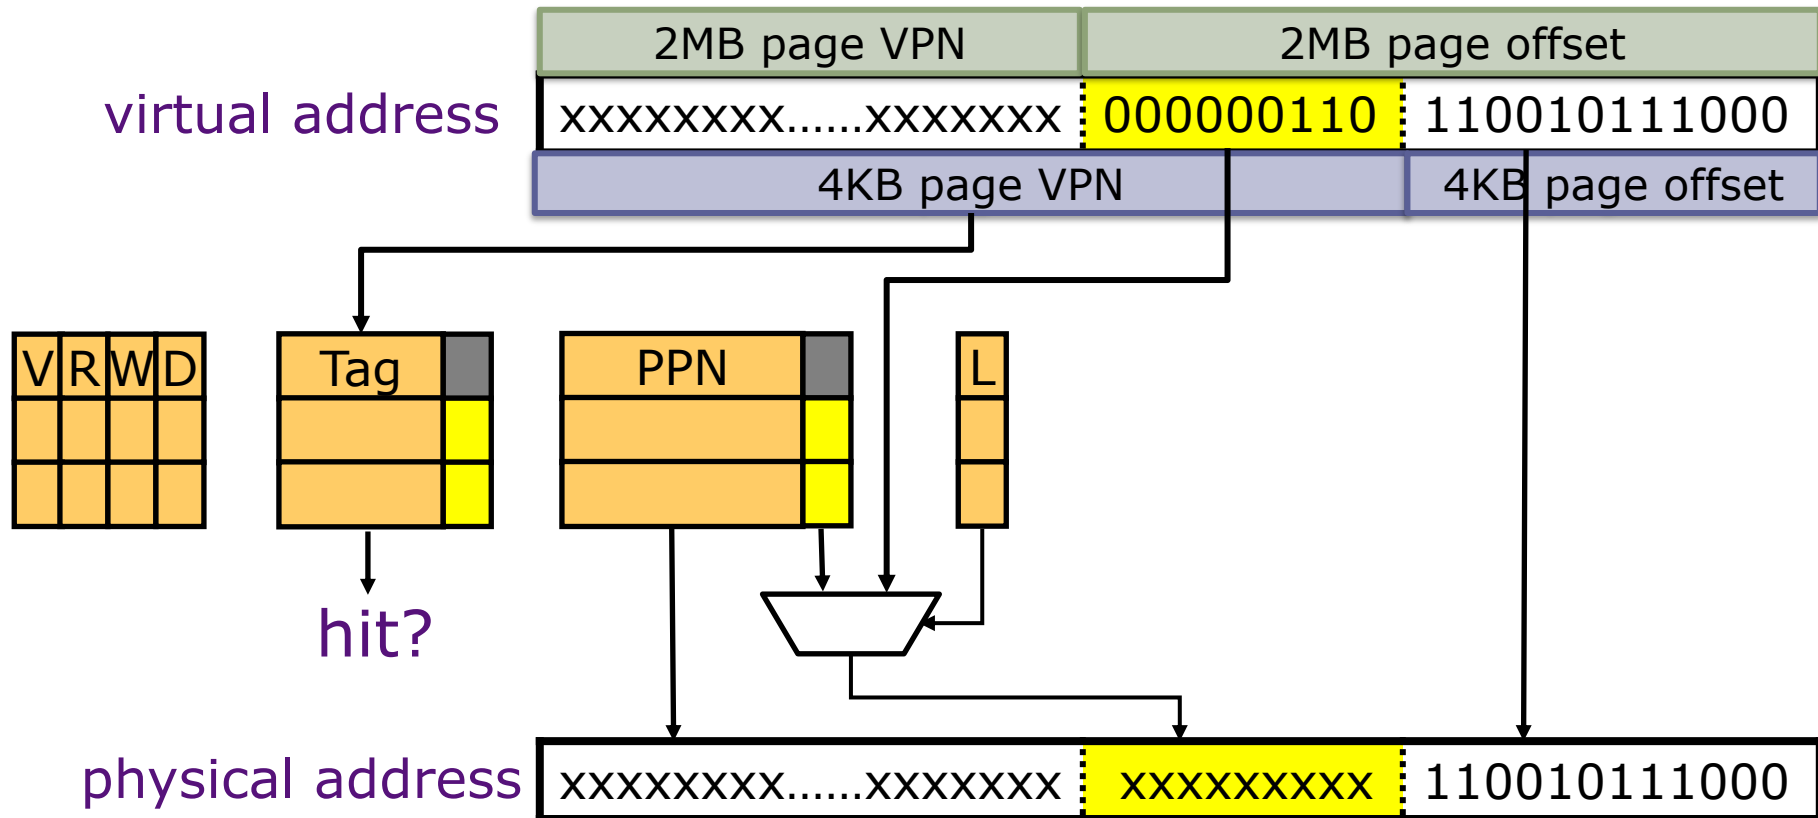 2MB page VPN 2MB page offset
virtual address xxxxxxxx......xxxxxxx 000000110 110010111000
4KB page VPN 4KB page offset
V R W D Tag PPN L
hit?
physical address xxxxxxxx......xxxxxxx xxxxxxxxx 110010111000